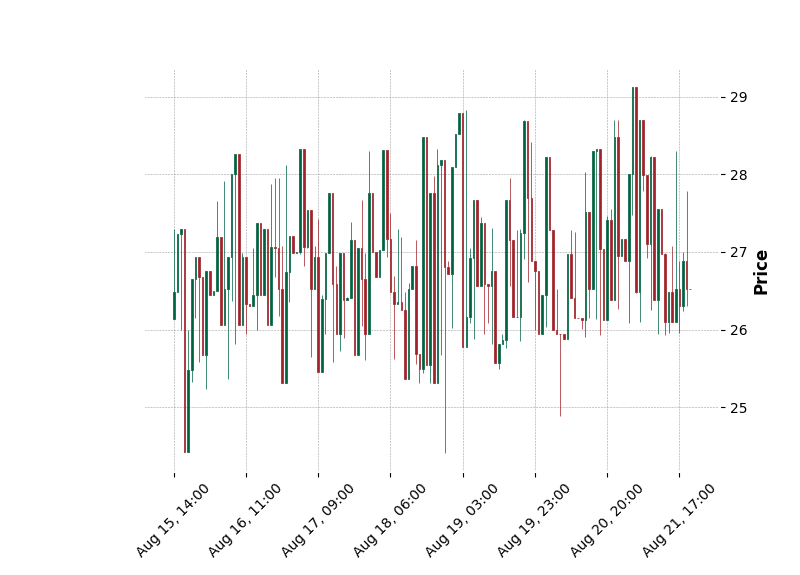 29
28
27
26
25
Price
Aug 15, 14:00
Aug 16, 11:00
Aug 17, 09:00
Aug 18, 06:00
Aug 19, 03:00
Aug 19, 23:00
Aug 20, 20:00
Aug 21, 17:00